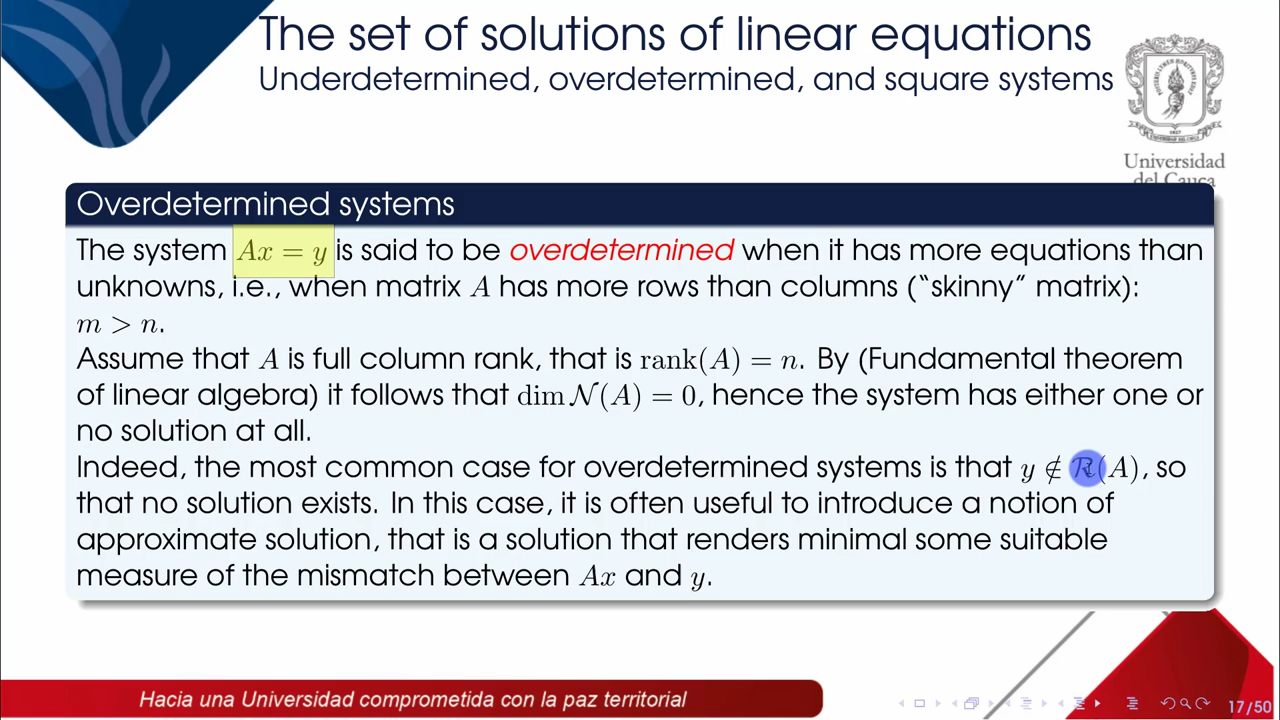 The set of solutions of linear equations
Underdetermined, overdetermined, and square systems
Universidad
del Cauca
Overdetermined systems
The system Ax = y is said to be overdetermined when it has more equations than
unknowns, i.e., when matrix A has more rows than columns (“skinny” matrix):
m > n.
Assume that A is full column rank, that is rank(A) = n. By (Fundamental theorem
of linear algebra) it follows that dim N(A) = 0, hence the system has either one or
no solution at all.
Indeed, the most common case for overdetermined systems is that y ∉ R(A), so
that no solution exists. In this case, it is often useful to introduce a notion of
approximate solution, that is a solution that renders minimal some suitable
measure of the mismatch between Ax and y.
Hacia una Universidad comprometida con la paz territorial
17/50